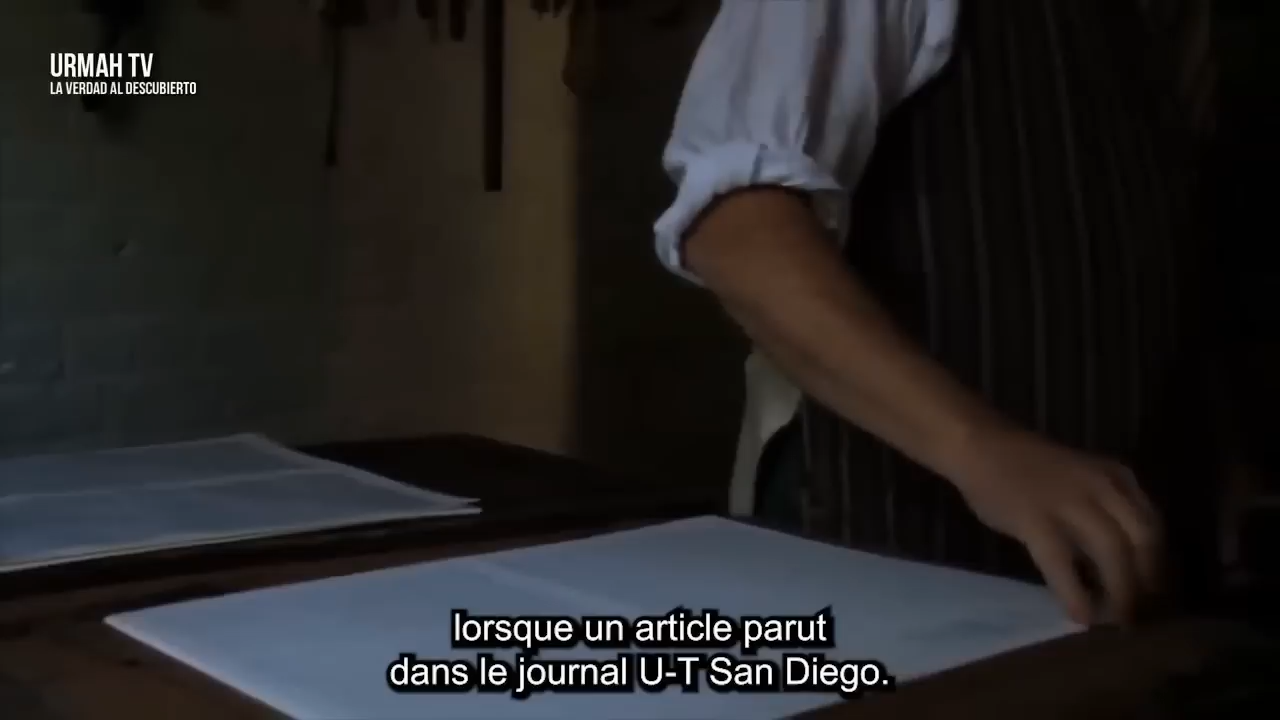 URMAH TV
LA VERDAD AL DESCUBIERTO
lorsque un article parut
dans le journal U-T San Diego.